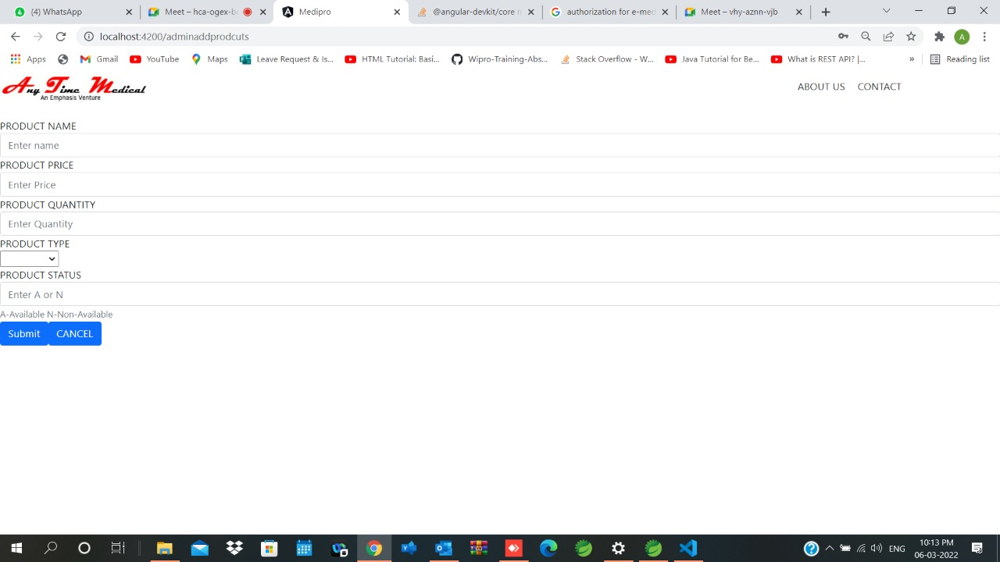 (4) WhatsApp
Meet – hca-ogex-b
Medipro
@angular-devkit/core n
authorization for e-med
Meet – vhy-aznn-vjb
localhost:4200/adminaddprodcuts
A
Apps
Gmail
YouTube
Maps
Leave Request & Is...
HTML Tutorial: Basi...
Wipro-Training-Abs...
Stack Overflow - W...
Java Tutorial for Be...
What is REST API? |...
»
Reading list
Any Time Medical
An Emphasis Venture
ABOUT US
CONTACT
PRODUCT NAME
Enter name
PRODUCT PRICE
Enter Price
PRODUCT QUANTITY
Enter Quantity
PRODUCT TYPE
PRODUCT STATUS
Enter A or N
A-Available N-Non-Available
Submit
CANCEL
ENG
10:13 PM
06-03-2022